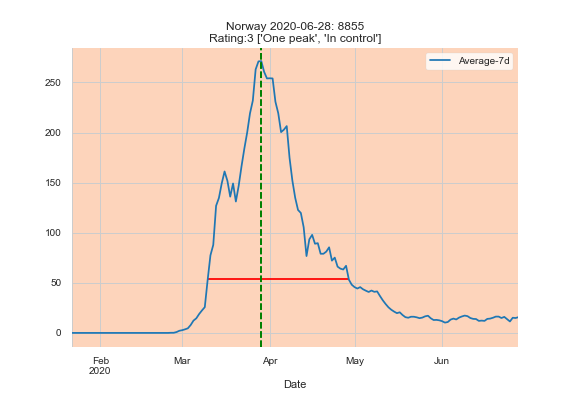 Norway 2020-06-28: 8855
Rating:3 ['One peak', 'In control']
Average-7d
250
200
150
100
50
0
Feb
2020
Mar
Apr
May
Jun
Date